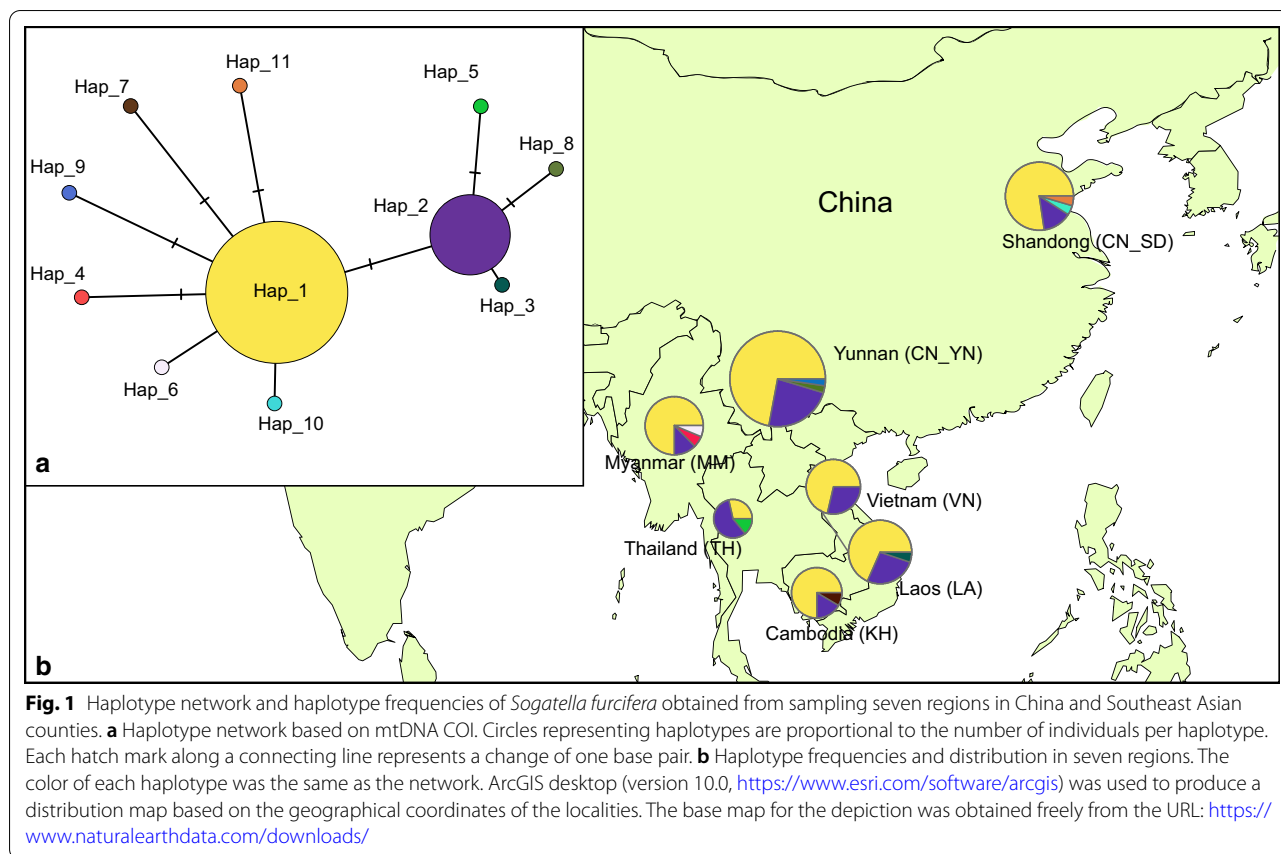 Hap_11
Hap_5
Hap_7
Hap_8
Hap_9
Hap_2
China
Shandong (CN_SD)
Hap_4
Hap_1
Hap_3
Yunnan (CN_YN)
Hap_6
Hap_10
a
Myanmar (MM)
Vietnam (VN)
Thailand (TH)
Laos (LA)
Cambodia (KH)
b
Fig. 1 Haplotype network and haplotype frequencies of Sogatella furcifera obtained from sampling seven regions in China and Southeast Asian
counties. a Haplotype network based on mtDNA COI. Circles representing haplotypes are proportional to the number of individuals per haplotype.
Each hatch mark along a connecting line represents a change of one base pair. b Haplotype frequencies and distribution in seven regions. The
color of each haplotype was the same as the network. ArcGIS desktop (version 10.0, https://www.esri.com/software/arcgis) was used to produce a
distribution map based on the geographical coordinates of the localities. The base map for the depiction was obtained freely from the URL: https://
www.naturalearthdata.com/downloads/